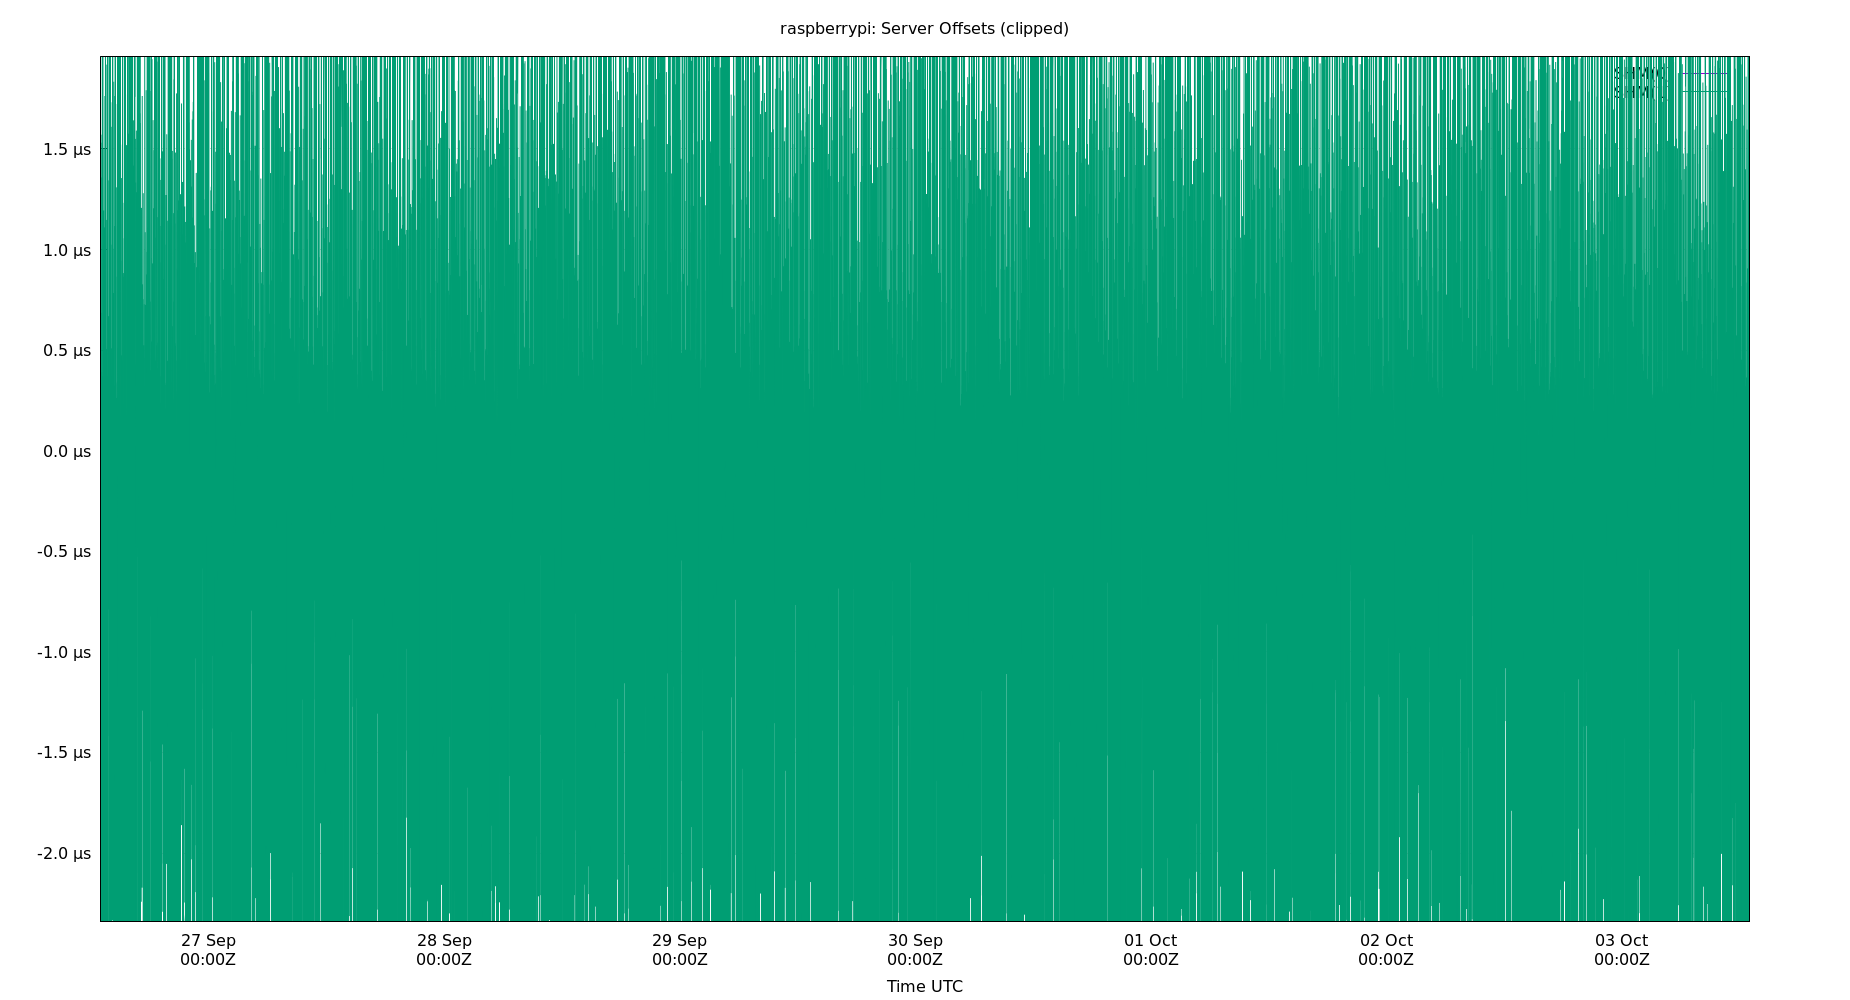 raspberrypi: Server Offsets (clipped)
1.5 µs
1.0 µs
0.5 µs
0.0 µs
-0.5 µs
-1.0 µs
-1.5 µs
-2.0 µs
27 Sep
00:00Z
28 Sep
00:00Z
29 Sep
00:00Z
30 Sep
00:00Z
01 Oct
00:00Z
02 Oct
00:00Z
03 Oct
00:00Z
Time UTC